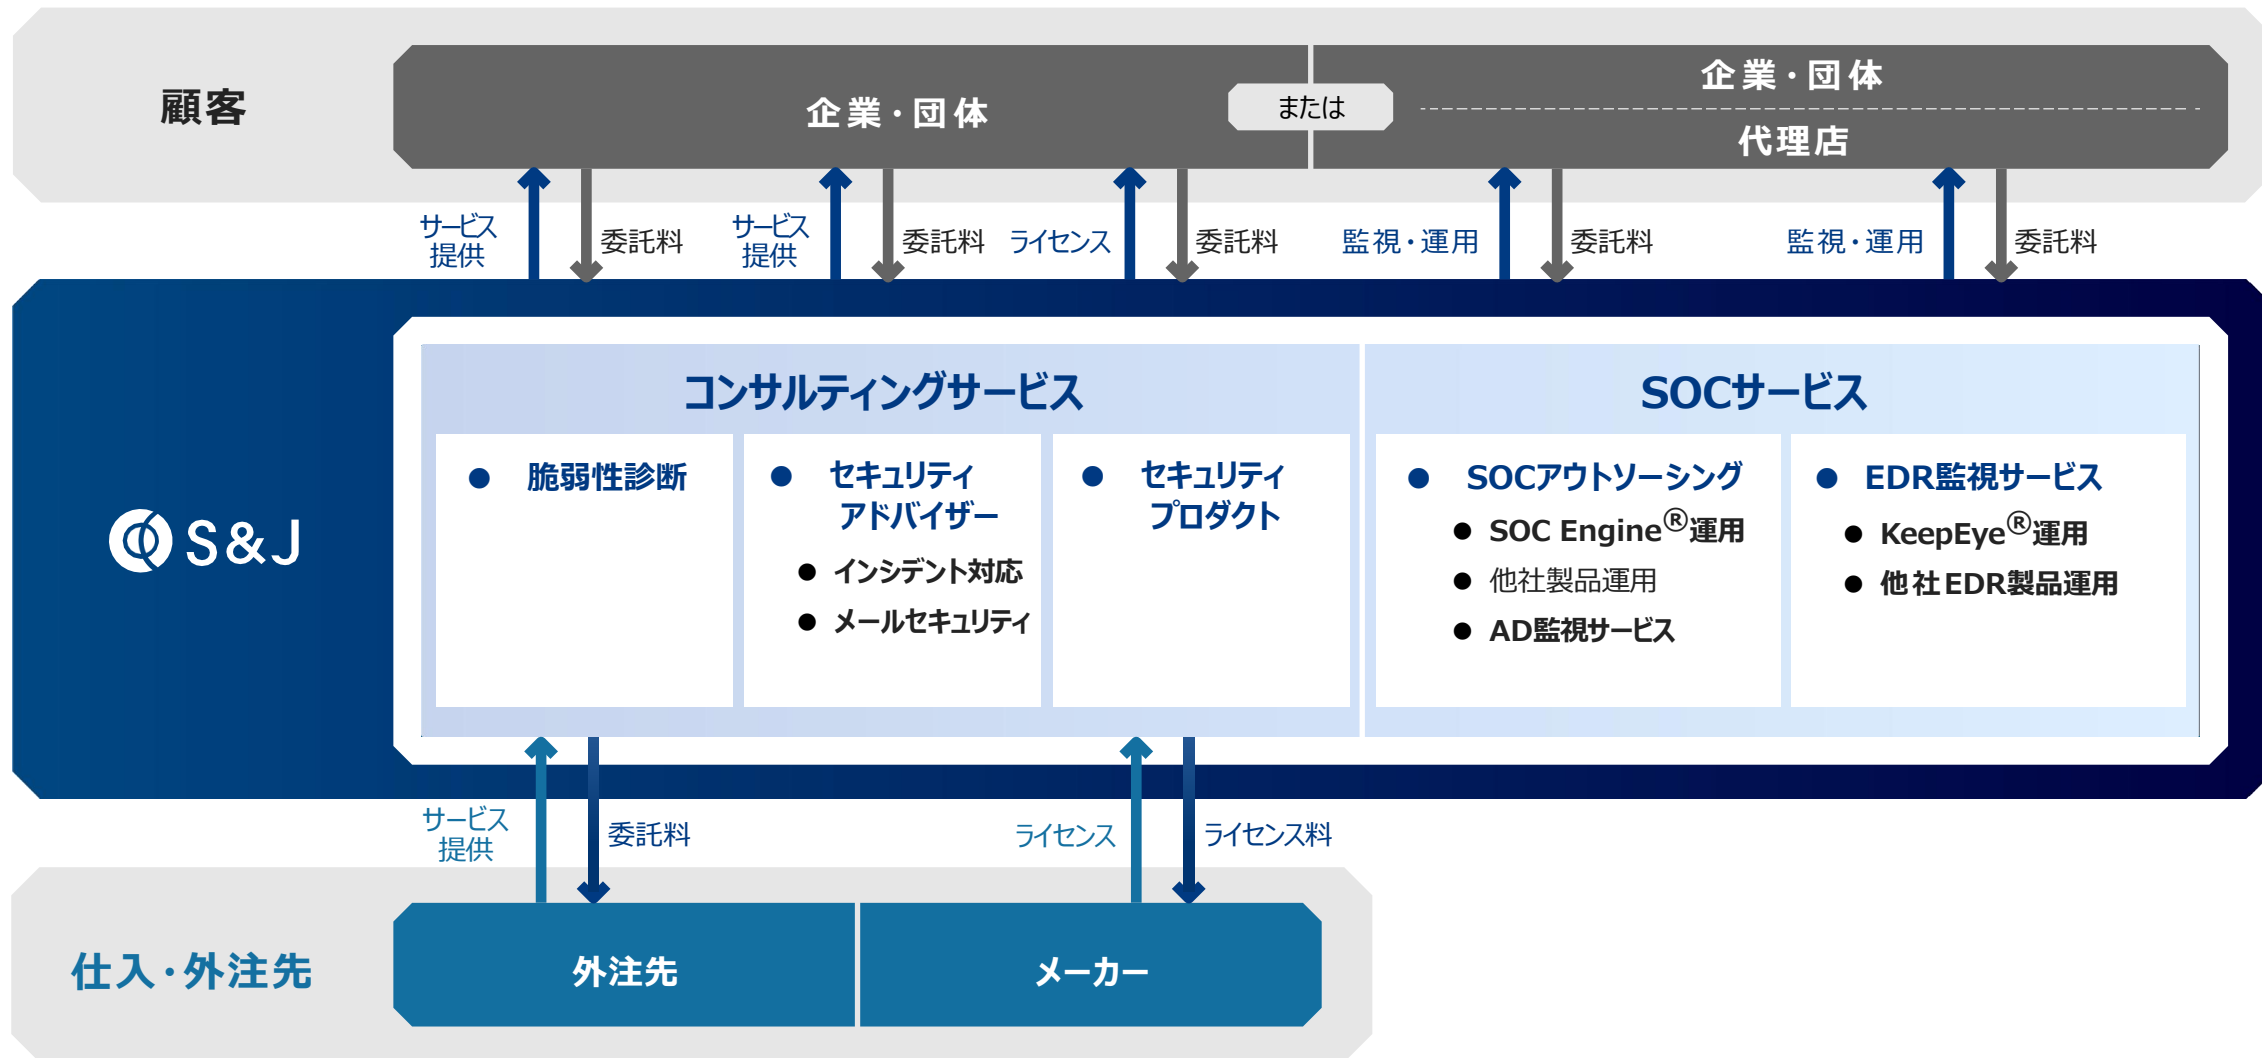 顧客
企業・団体
または
企業・団体
代理店
サービス
提供
委託料
サービス
提供
委託料
ライセンス
委託料
監視・運用
委託料
監視・運用
委託料
S&J
コンサルティングサービス
● 脆弱性診断
● セキュリティ
アドバイザー
● インシデント対応
● メールセキュリティ
● セキュリティ
プロダクト
SOCサービス
● SOCアウトソーシング
● SOC Engine®運用
● 他社製品運用
● AD監視サービス
● EDR監視サービス
● KeepEye®運用
● 他社EDR製品運用
サービス
提供
委託料
ライセンス
ライセンス料
仕入・外注先
外注先
メーカー